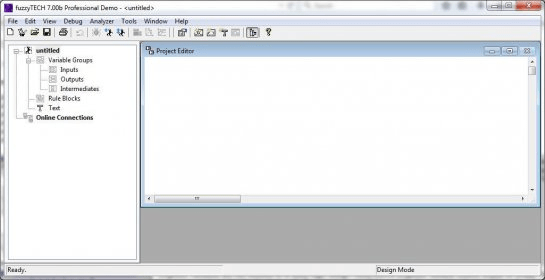 fuzzyTECH 7.00b Professional Demo - <untitled>
File Edit View Debug Analyzer Tools Window Help
untitled
Variable Groups
Inputs
Outputs
Intermediates
Rule Blocks
Text
Online Connections
Project Editor
Ready.
Design Mode